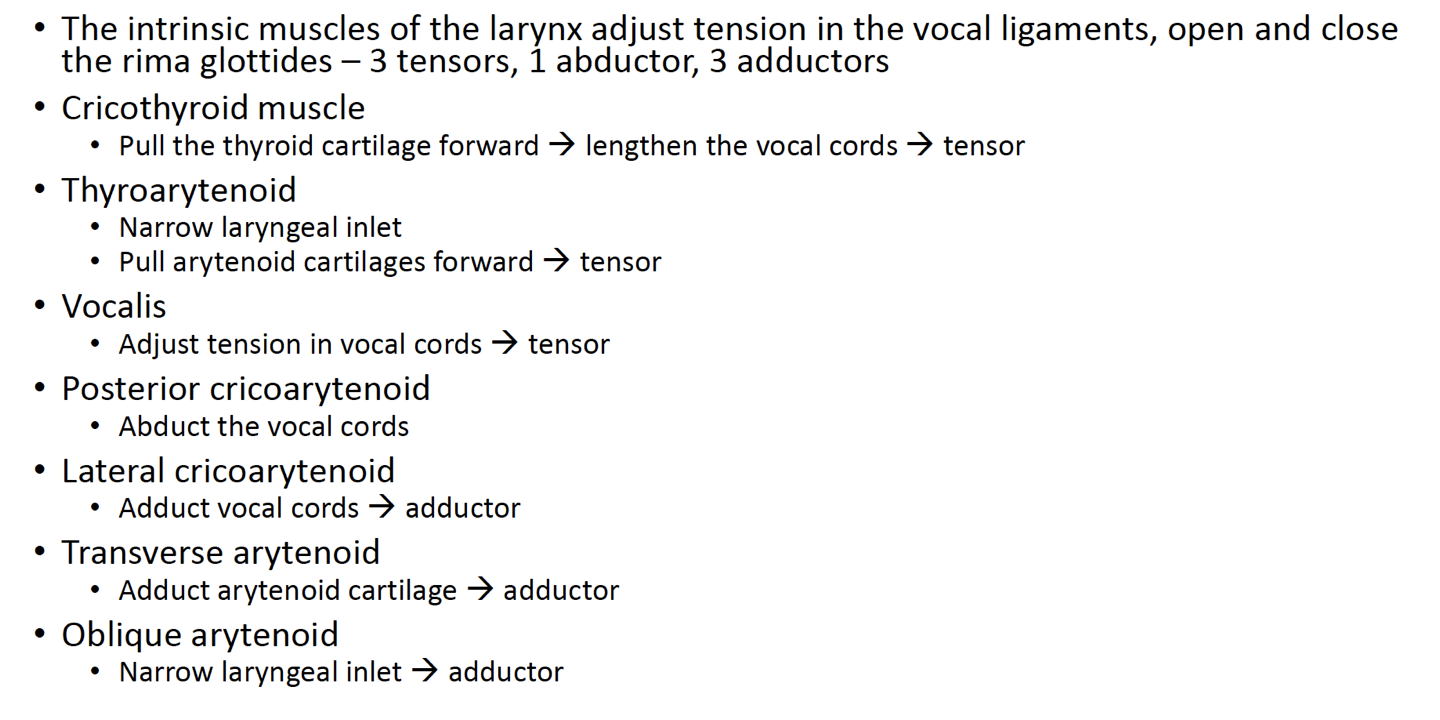 • The intrinsic muscles of the larynx adjust tension in the vocal ligaments, open and close
the rima glottides – 3 tensors, 1 abductor, 3 adductors
• Cricothyroid muscle
• Pull the thyroid cartilage forward → lengthen the vocal cords → tensor
• Thyroarytenoid
• Narrow laryngeal inlet
• Pull arytenoid cartilages forward → tensor
• Vocalis
• Adjust tension in vocal cords → tensor
• Posterior cricoarytenoid
• Abduct the vocal cords
• Lateral cricoarytenoid
• Adduct vocal cords → adductor
• Transverse arytenoid
• Adduct arytenoid cartilage → adductor
• Oblique arytenoid
• Narrow laryngeal inlet → adductor